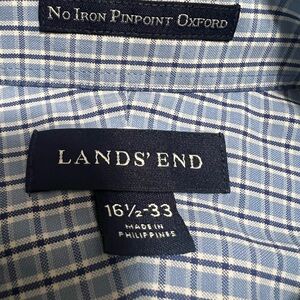 NO IRON PINPOINT OXFORD
LANDS' END
16½-33
MADE IN
PHILIPPINES